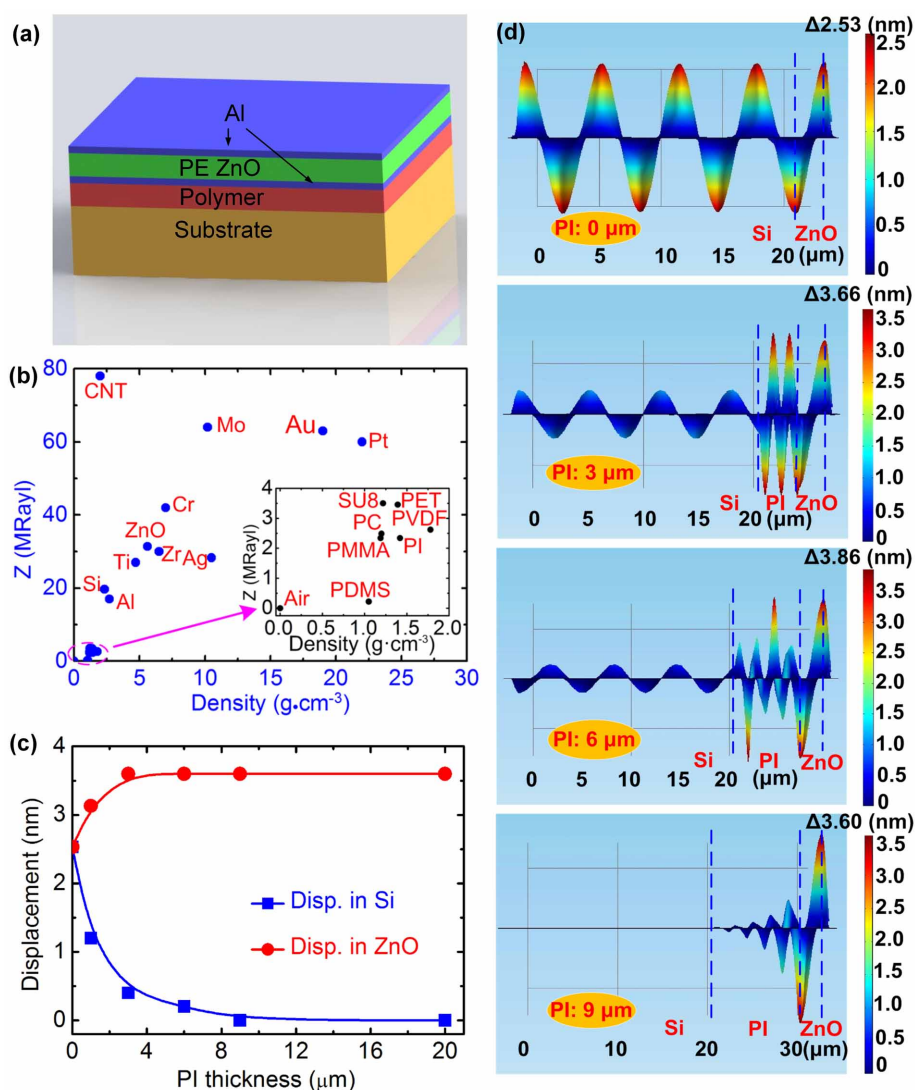 (a)
Al
PE ZnO
Polymer
Substrate
(b)
80
60
40
20
0
Z (MRayl)
CNT
Mo
Au
Pt
Cr
ZnO
Zr
Ag
Ti
Si
Al
0 5 10 15 20 25 30
Density (g•cm⁻³)
4
3
2
1
0
Z (MRayl)
SU8
PET
PC
PVDF
PMMA
PI
PDMS
Air
0.0 0.5 1.0 1.5 2.0
Density (g·cm⁻³)
(c)
3.6
2.4
1.2
0
Displacement (nm)
Disp. in Si
Disp. in ZnO
0 4 8 12 16 20
PI thickness (μm)
(d)
Δ2.53 (nm)
2.5
2.0
1.5
1.0
0.5
0.0
PI: 0 μm
Si ZnO
0 5 10 15 20 (μm)
Δ3.66 (nm)
3.5
3.0
2.5
2.0
1.5
1.0
0.5
0.0
PI: 3 μm
Si PI ZnO
0 5 10 15 20 (μm)
Δ3.86 (nm)
3.5
3.0
2.5
2.0
1.5
1.0
0.5
0.0
PI: 6 μm
Si PI ZnO
0 5 10 15 20 (μm)
Δ3.60 (nm)
3.5
3.0
2.5
2.0
1.5
1.0
0.5
0.0
PI: 9 μm
Si PI ZnO
0 10 20 30(μm)